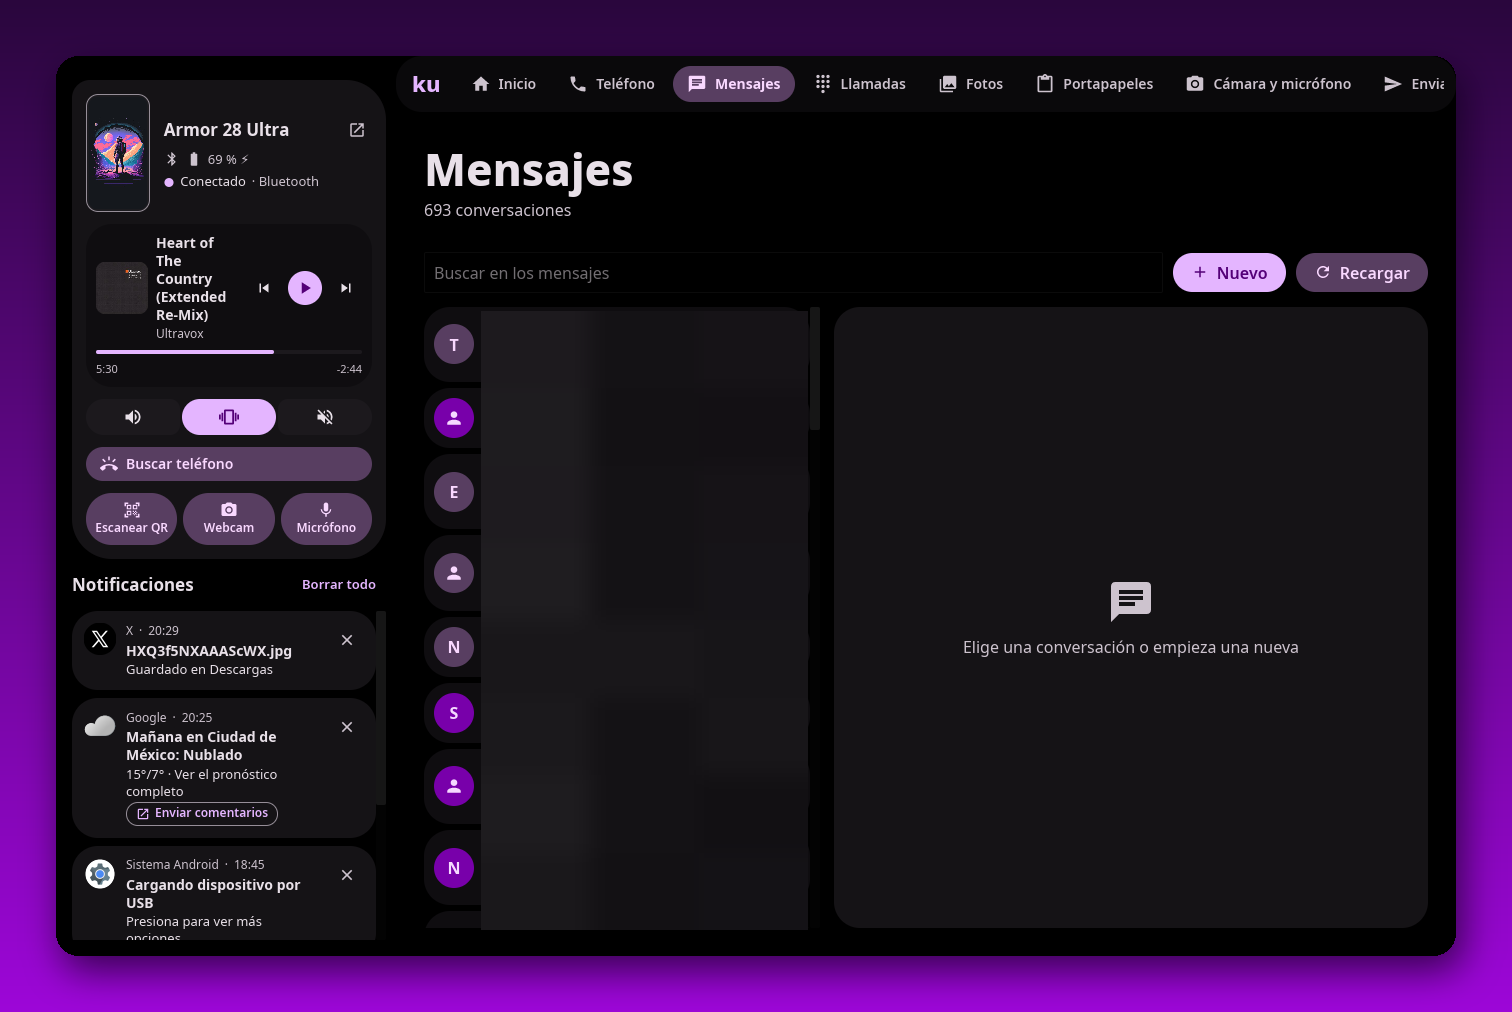 Armor 28 Ultra
69 % ⚡
Conectado · Bluetooth
Heart of
The
Country
(Extended
Re-Mix)
Ultravox
5:30
-2:44
Buscar teléfono
Escanear QR
Webcam
Micrófono
Notificaciones
Borrar todo
X · 20:29
HXQ3f5NXAAAScWX.jpg
Guardado en Descargas
Google · 20:25
Mañana en Ciudad de
México: Nublado
15°/7° · Ver el pronóstico
completo
Enviar comentarios
Sistema Android · 18:45
Cargando dispositivo por
USB
Presiona para ver más
opciones
ku
Inicio
Teléfono
Mensajes
Llamadas
Fotos
Portapapeles
Cámara y micrófono
Envia
Mensajes
693 conversaciones
Buscar en los mensajes
Nuevo
Recargar
T
E
N
S
N
Elige una conversación o empieza una nueva